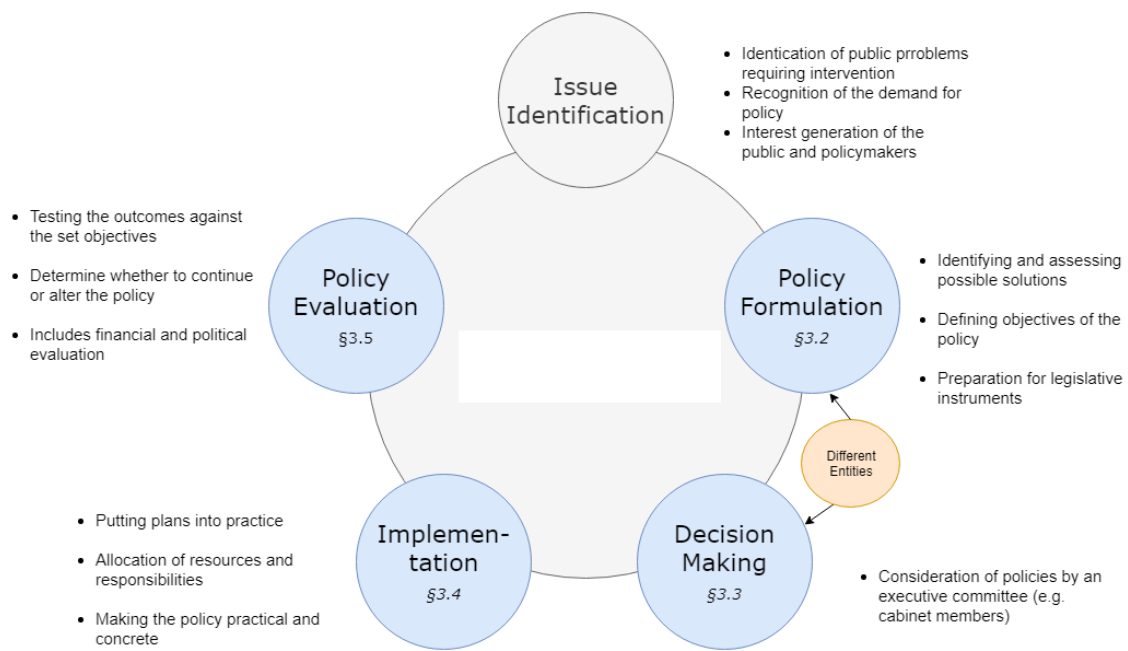 Issue
Identification
• Identication of public prroblems
requiring intervention
• Recognition of the demand for
policy
• Interest generation of the
public and policymakers
• Testing the outcomes against
the set objectives
• Determine whether to continue
or alter the policy
• Includes financial and political
evaluation
Policy
Evaluation
§3.5
Policy
Formulation
§3.2
• Identifying and assessing
possible solutions
• Defining objectives of the
policy
• Preparation for legislative
instruments
Different
Entities
• Putting plans into practice
• Allocation of resources and
responsibilities
• Making the policy practical and
concrete
Implemen-
tation
§3.4
Decision
Making
§3.3
• Consideration of policies by an
executive committee (e.g.
cabinet members)